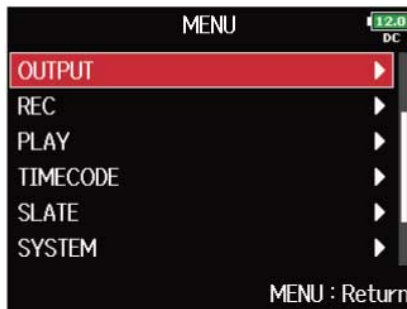 MENU
12.0
DC
OUTPUT
REC
PLAY
TIMECODE
SLATE
SYSTEM
MENU : Return